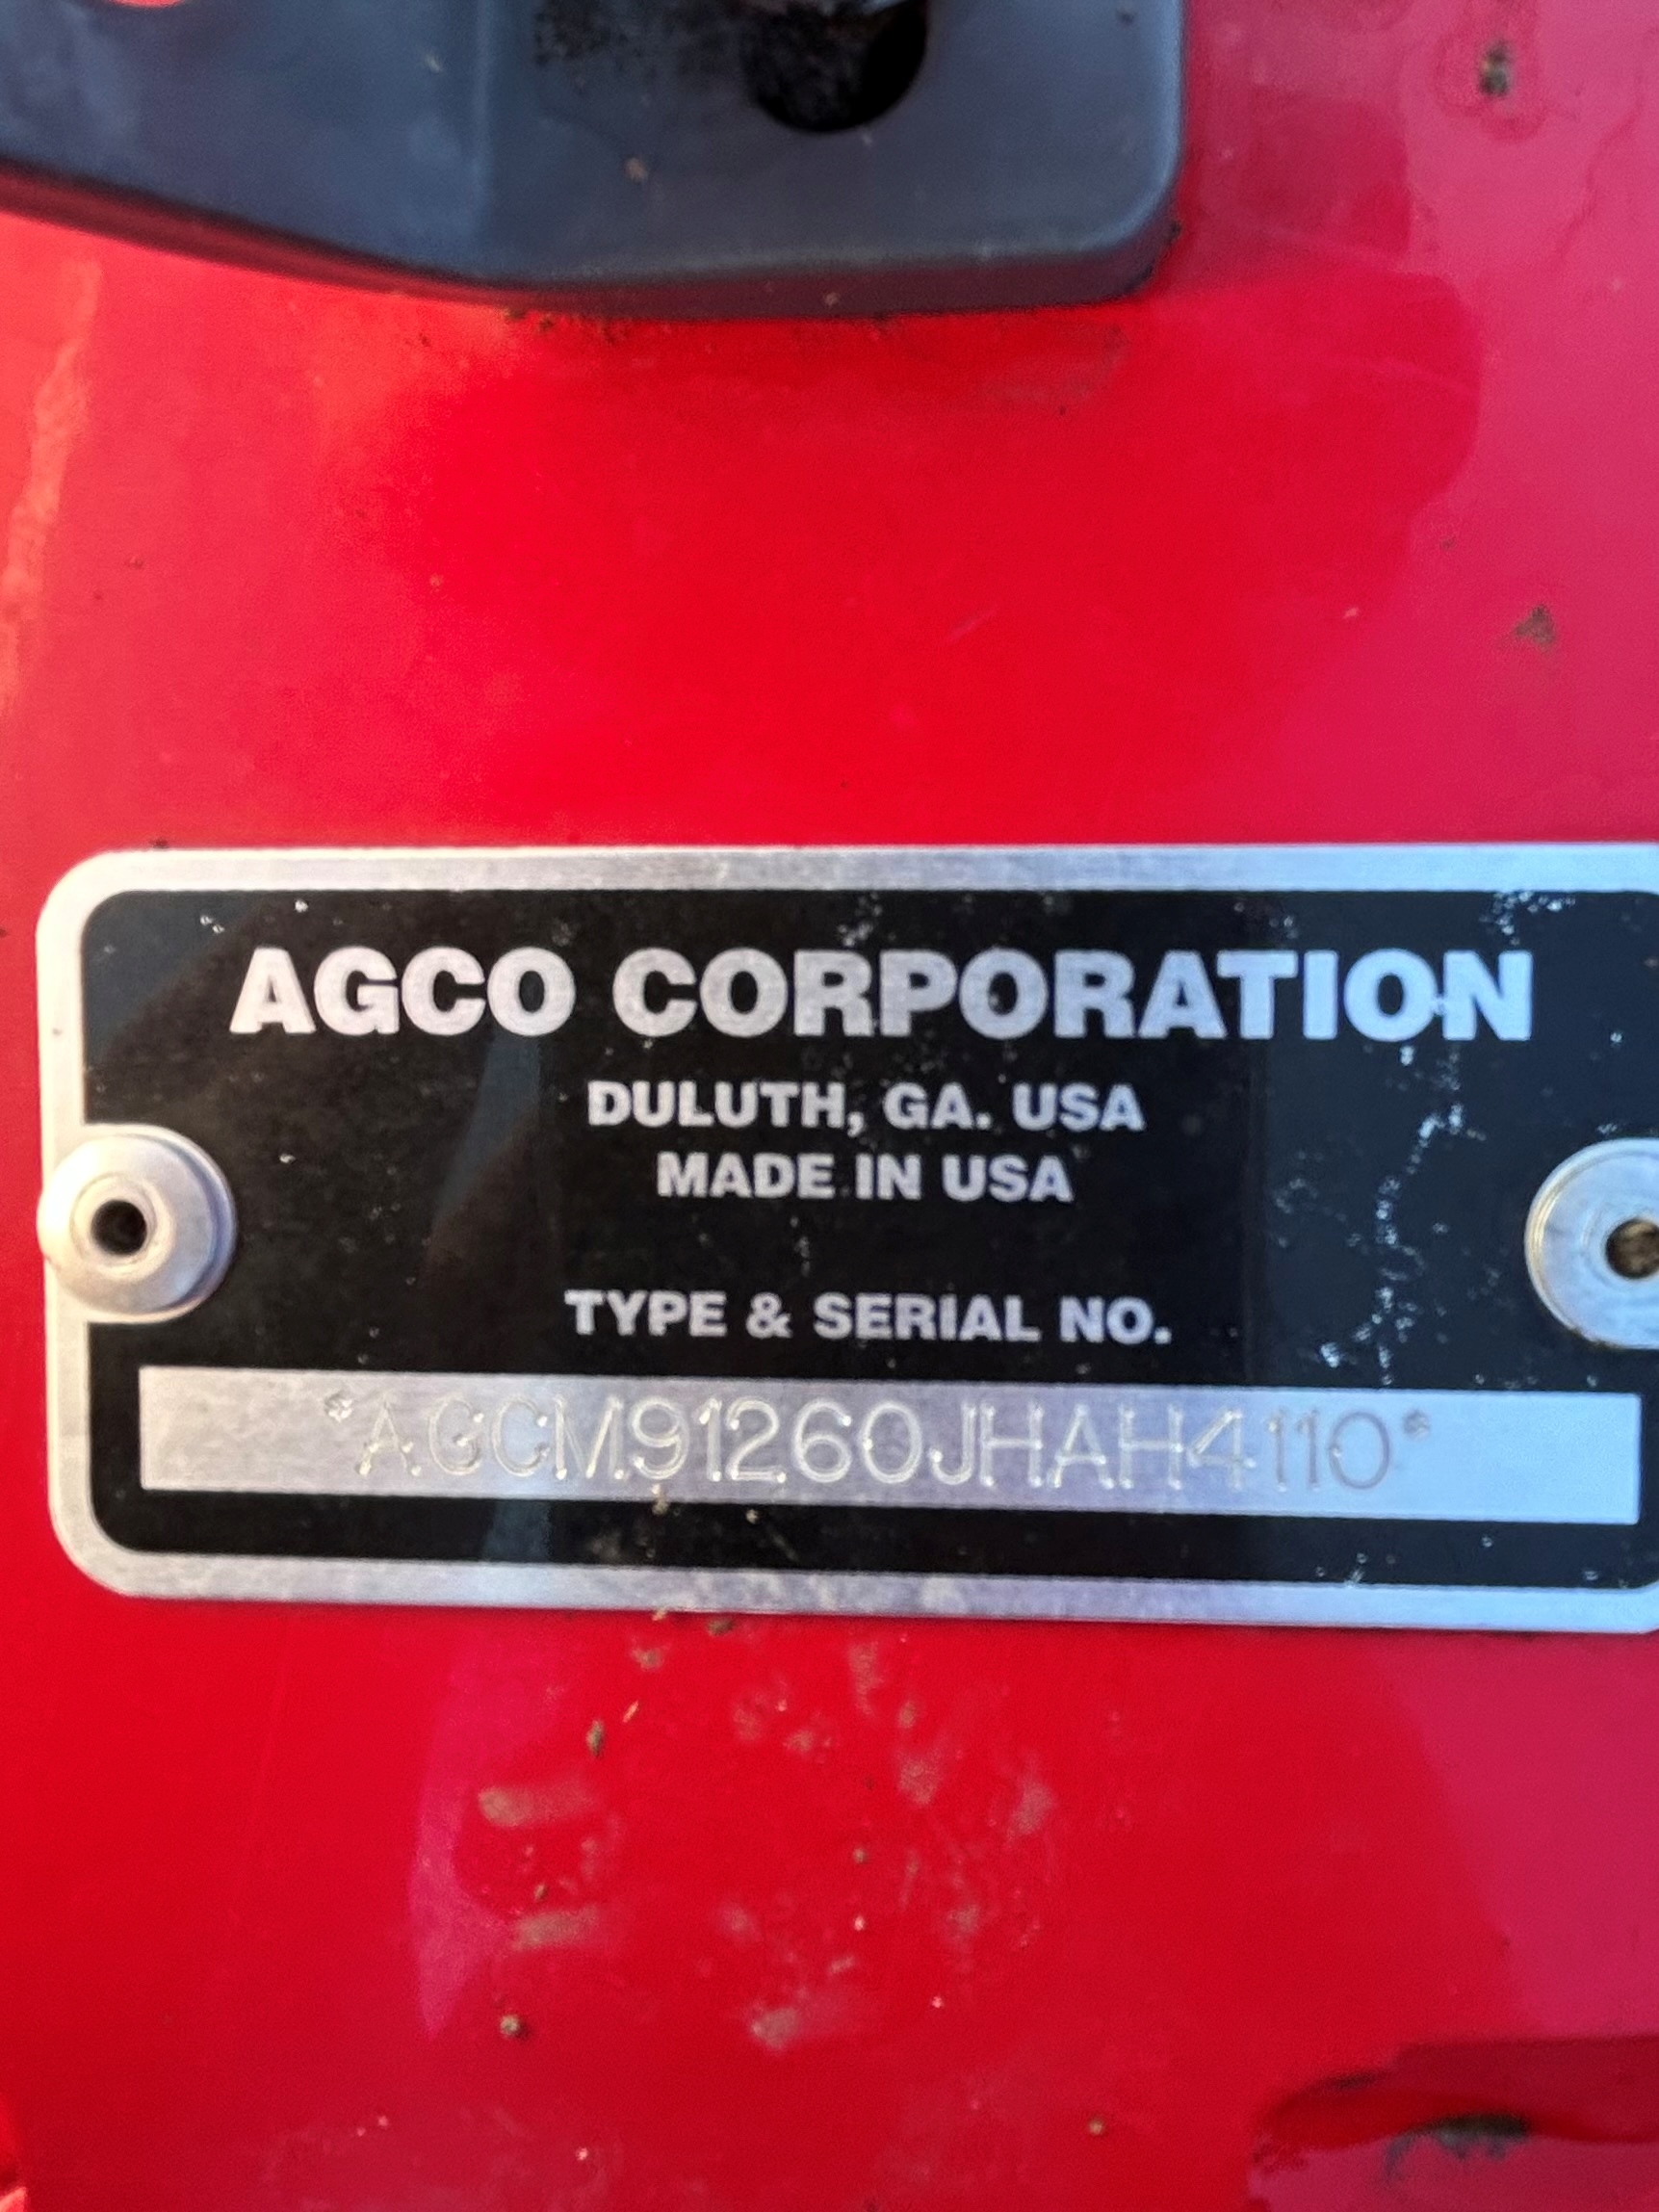 AGCO CORPORATION
DULUTH, GA. USA
MADE IN USA
TYPE & SERIAL NO.
*AGCM91260JHAH4110*